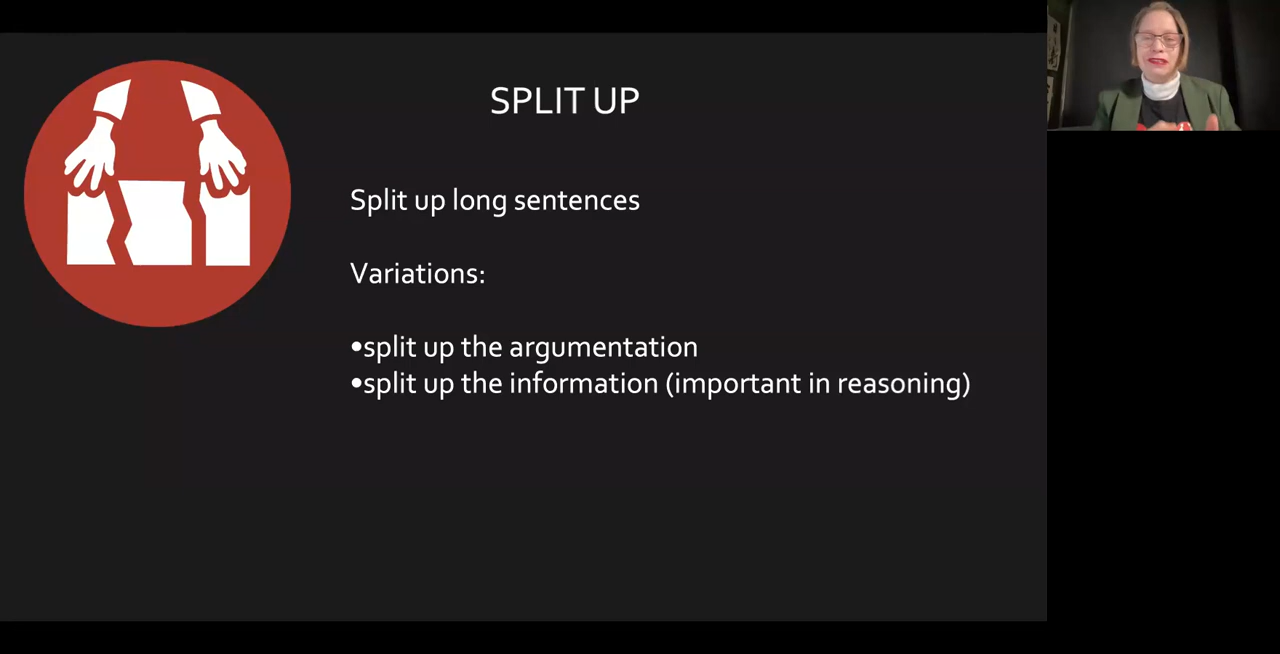 SPLIT UP
Split up long sentences
Variations:
•split up the argumentation
•split up the information (important in reasoning)